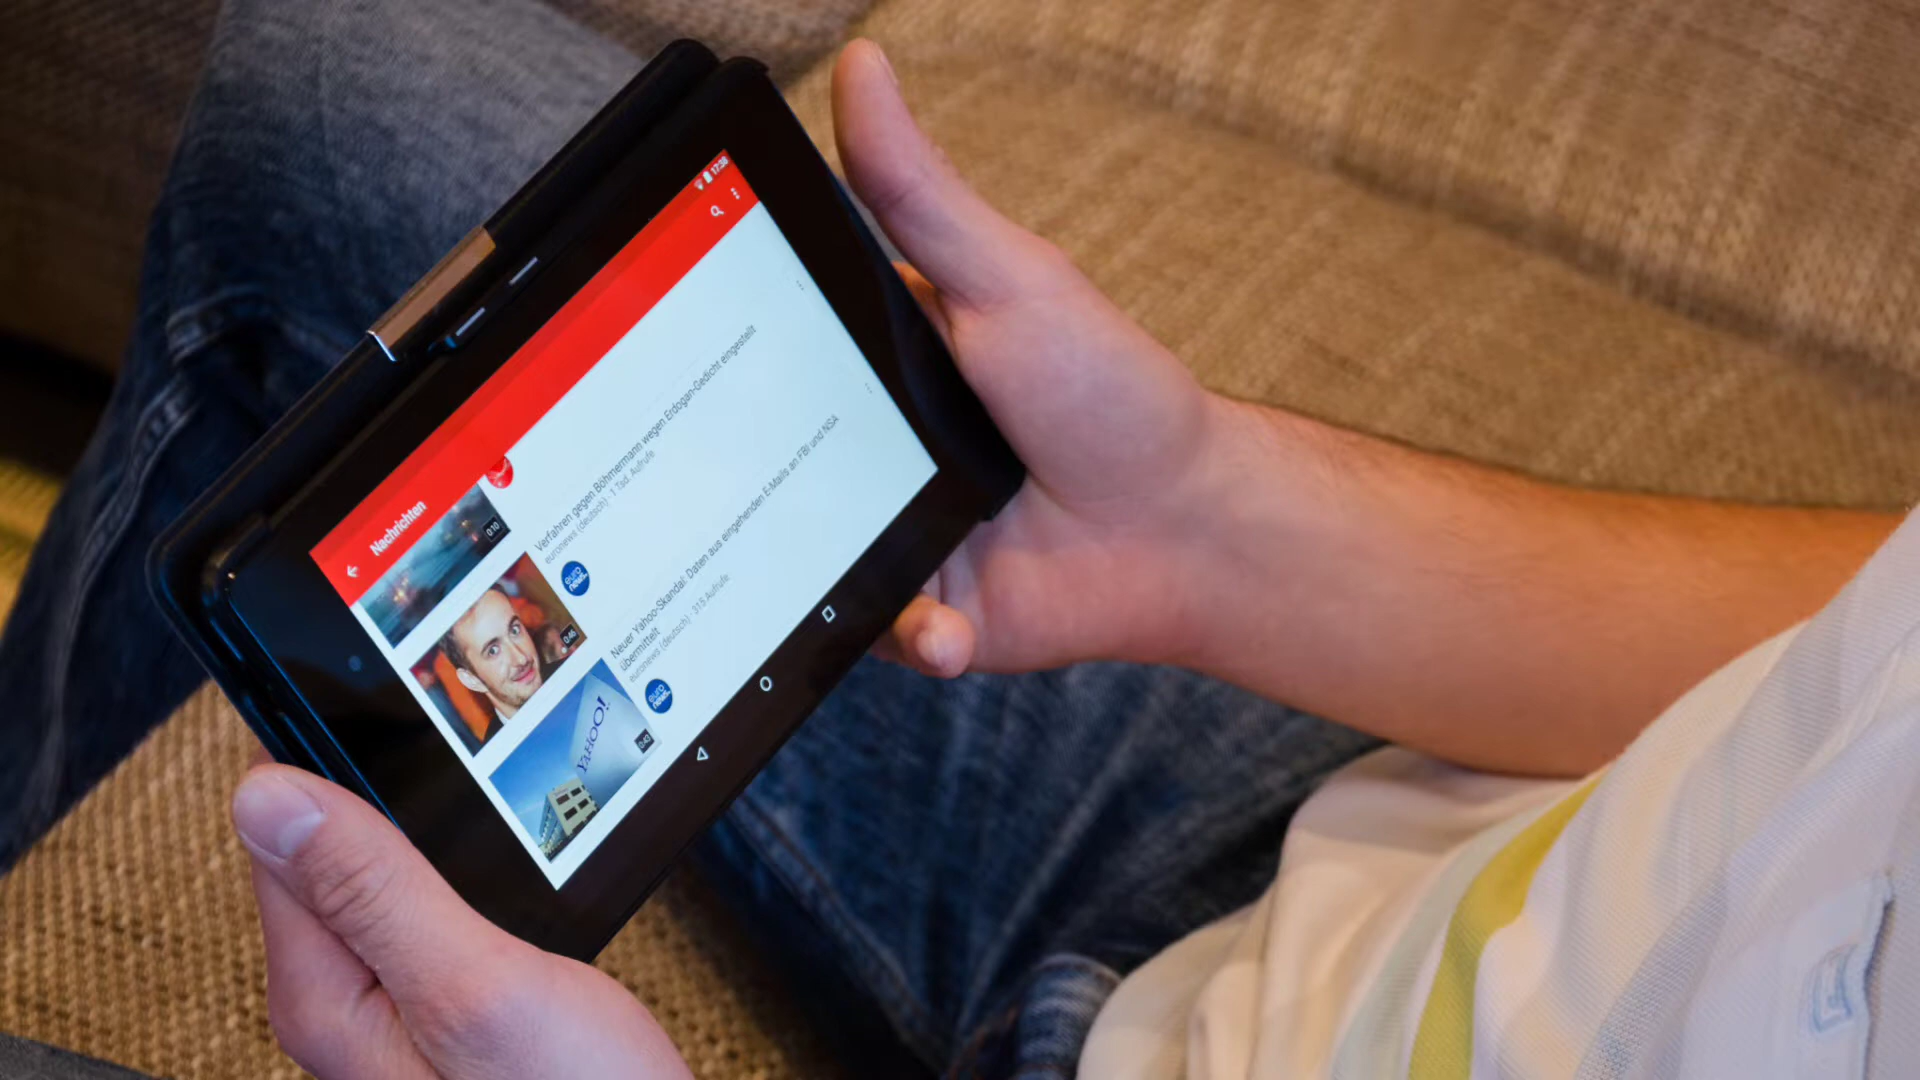 17:38
Nachrichten
0:10
Verfahren gegen Böhmermann wegen Erdogan-Gedicht eingestellt
euronews (deutsch) · 1 Tsd. Aufrufe
euro
news.
0:46
Neuer Yahoo-Skandal: Daten aus eingehenden E-Mails an FBI und NSA
übermittelt
euronews (deutsch) · 315 Aufrufe
euro
news.
YAHOO!
0:43